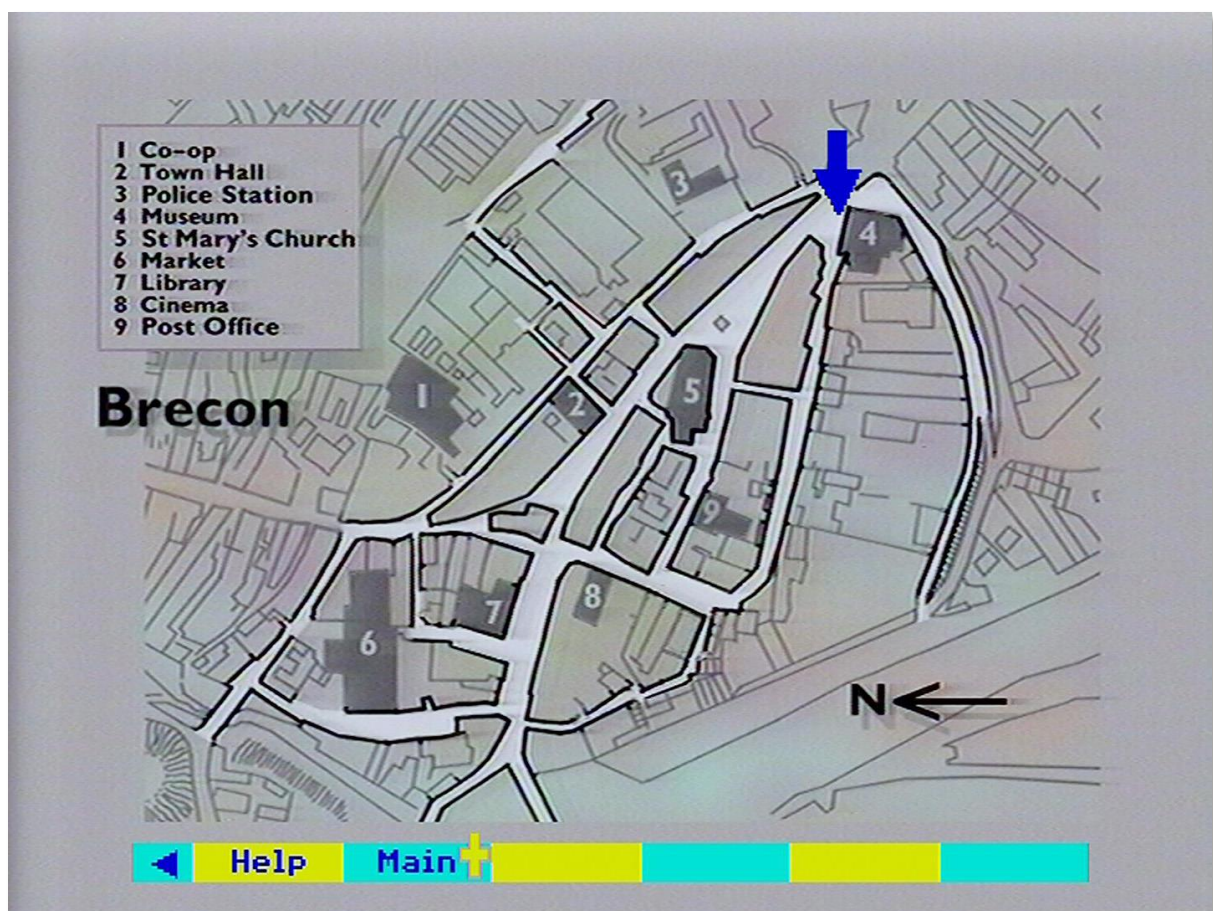 1 Co-op
2 Town Hall
3 Police Station
4 Museum
5 St Mary's Church
6 Market
7 Library
8 Cinema
9 Post Office
Brecon
3
4
1
2
5
9
8
7
6
N
Help Main